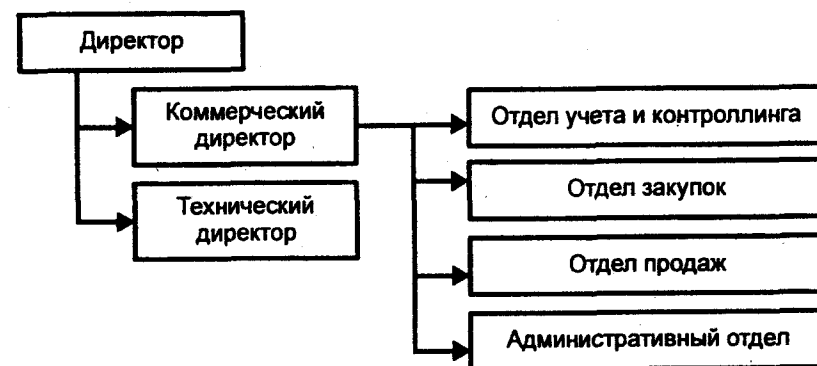 Директор
Коммерческий
директор
Технический
директор
Отдел учета и контроллинга
Отдел закупок
Отдел продаж
Административный отдел